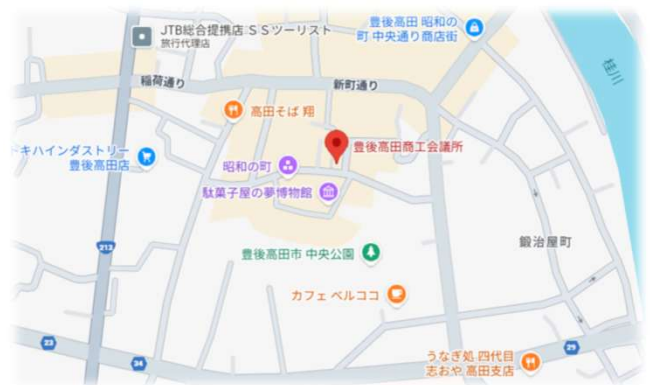 JTB総合提携店 SSツーリスト
旅行代理店
豊後高田 昭和の
町 中央通り商店街
桂川
稲荷通り
新町通り
高田そば 翔
豊後高田商工会議所
トキハインダストリー
豊後高田店
昭和の町
駄菓子屋の夢博物館
鍛治屋町
213
豊後高田市 中央公園
カフェ ベルココ
23
34
29
うなぎ処 四代目
志おや 高田支店